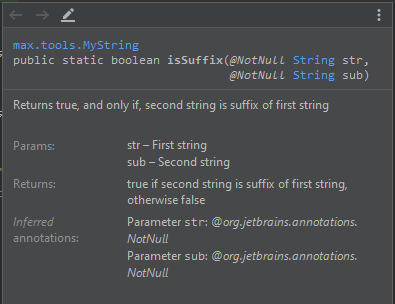 max.tools.MyString
public static boolean isSuffix(@NotNull String str,
@NotNull String sub)
Returns true, and only if, second string is suffix of first string
Params:
str – First string
sub – Second string
Returns:
true if second string is suffix of first string,
otherwise false
Inferred
annotations:
Parameter str: @org.jetbrains.annotations.
NotNull
Parameter sub: @org.jetbrains.annotations.
NotNull